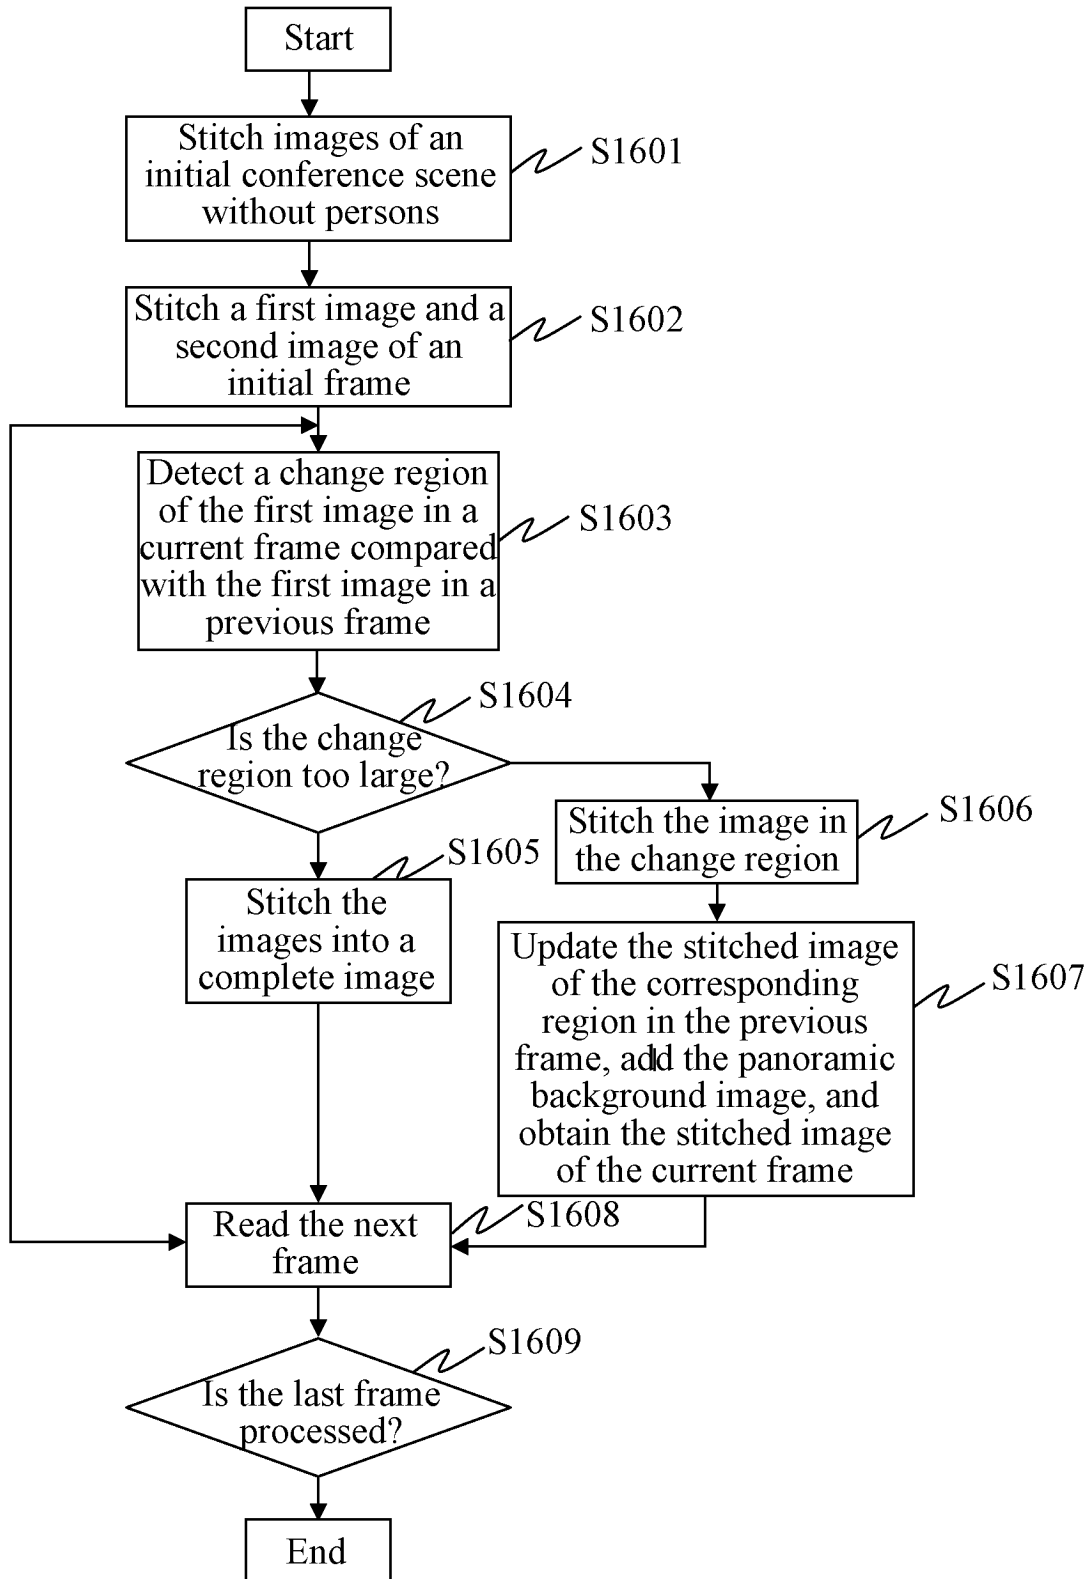 Start
Stitch images of an
initial conference scene
without persons
S1601
Stitch a first image and a
second image of an
initial frame
S1602
Detect a change region
of the first image in a
current frame compared
with the first image in a
previous frame
S1603
Is the change
region too large?
S1604
Stitch the
images into a
complete image
S1605
Stitch the image in
the change region
S1606
Update the stitched image
of the corresponding
region in the previous
frame, add the panoramic
background image, and
obtain the stitched image
of the current frame
S1607
Read the next
frame
S1608
Is the last frame
processed?
S1609
End